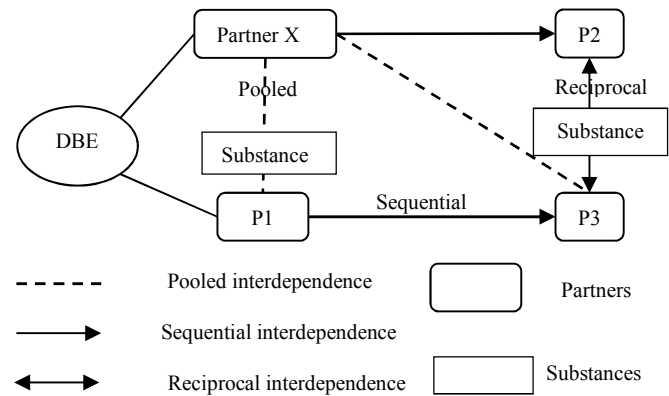 Partner X
P2
Pooled
Reciprocal
DBE
Substance
Substance
Sequential
P1
P3
Pooled interdependence
Partners
Sequential interdependence
Substances
Reciprocal interdependence